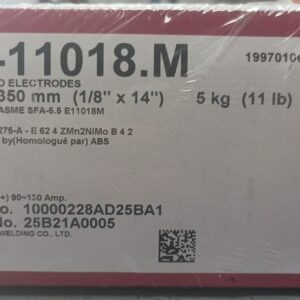 -11018.M
D ELECTRODES
350 mm (1/8" x 14") 5 kg (11 lb)
ASME SFA-5.5 E11018M
275-A - E 62 4 ZMn2NiMo B 4 2
by(Homologué par) ABS
(+) 90~130 Amp.
o. 10000228AD25BA1
No. 25B21A0005
WELDING CO., LTD.